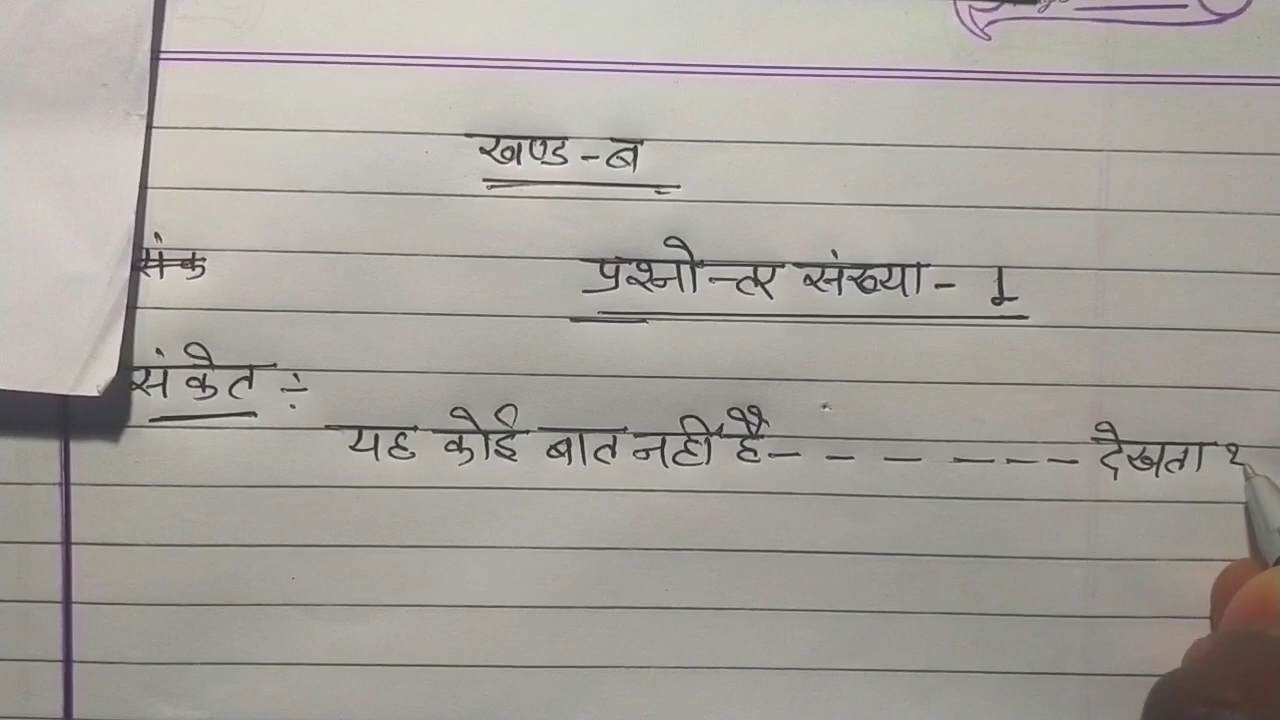 खण्ड-ब
संक
प्रश्नोत्तर संख्या- 1
संकेत ÷
यह कोई बात नहीं है- - - - - - - देखता